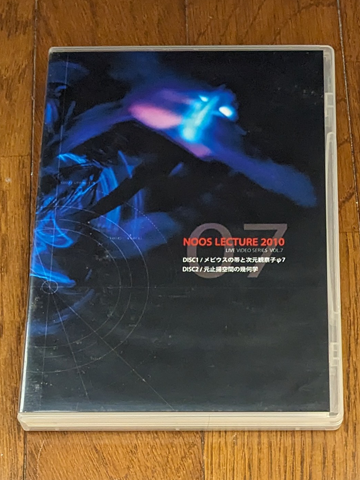 07
NOOS LECTURE 2010
LIVE VIDEO SERIES VOL.7
DISC1 / メビウスの帯と次元観察子ψ7
DISC2 / 元止揚空間の幾何学